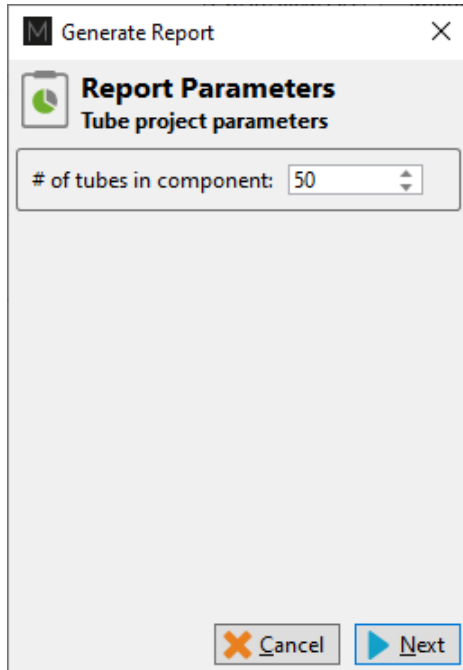 M Generate Report
Report Parameters
Tube project parameters
# of tubes in component: 50
Cancel Next